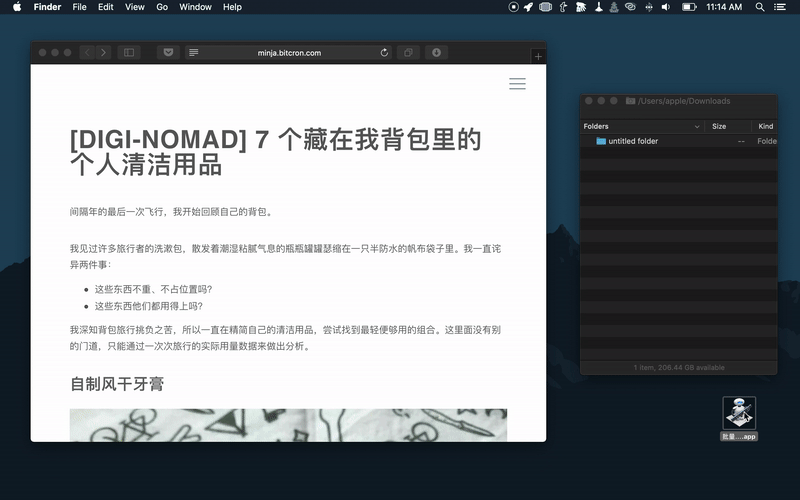 Finder File Edit View Go Window Help 11:14 AM
minja.bitcron.com
[DIGI-NOMAD] 7 个藏在我背包里的
个人清洁用品
间隔年的最后一次飞行，我开始回顾自己的背包。
我见过许多旅行者的洗漱包，散发着潮湿粘腻气息的瓶瓶罐罐瑟缩在一只半防水的帆布袋子里。我一直诧
异两件事：
这些东西不重、不占位置吗？
这些东西他们都用得上吗？
我深知背包旅行挑负之苦，所以一直在精简自己的清洁用品，尝试找到最轻便够用的组合。这里面没有别
的门道，只能通过一次次旅行的实际用量数据来做出分析。
自制风干牙膏
/Users/apple/Downloads
Folders Size Kind
untitled folder -- Folde
1 item, 206.44 GB available
批量....app